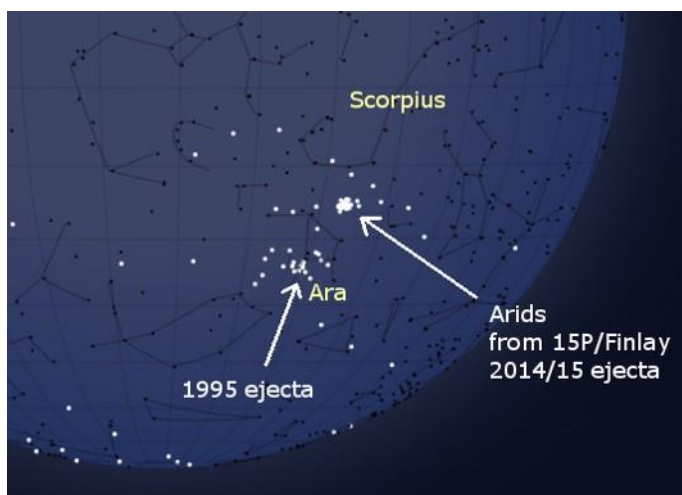 Scorpius
Ara
Arids
from 15P/Finlay
2014/15 ejecta
1995 ejecta